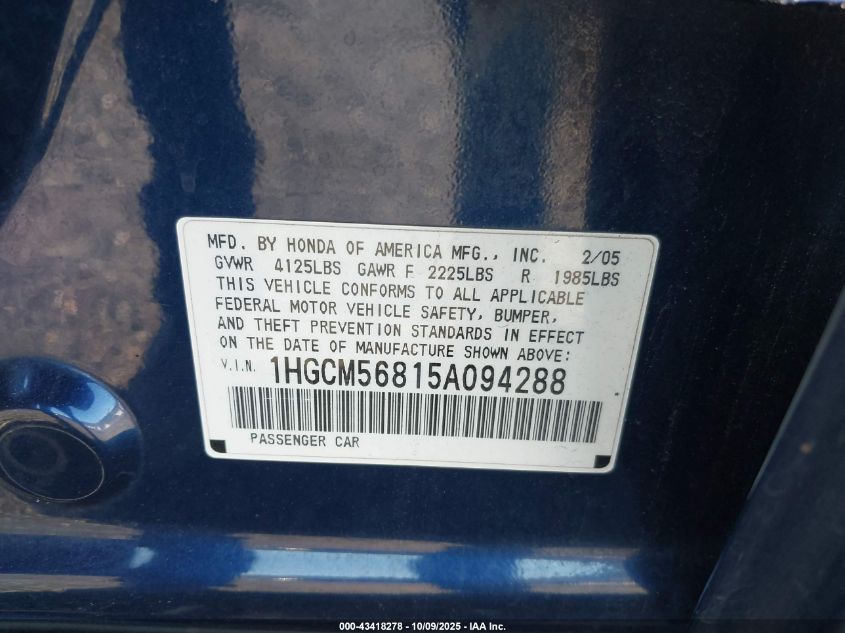 MFD. BY HONDA OF AMERICA MFG., INC. 2/05
GVWR 4125LBS GAWR F 2225LBS R 1985LBS
THIS VEHICLE CONFORMS TO ALL APPLICABLE
FEDERAL MOTOR VEHICLE SAFETY, BUMPER,
AND THEFT PREVENTION STANDARDS IN EFFECT
ON THE DATE OF MANUFACTURE SHOWN ABOVE:
V.I.N. 1HGCM56815A094288
PASSENGER CAR
000-43418278 - 10/09/2025 - IAA Inc.